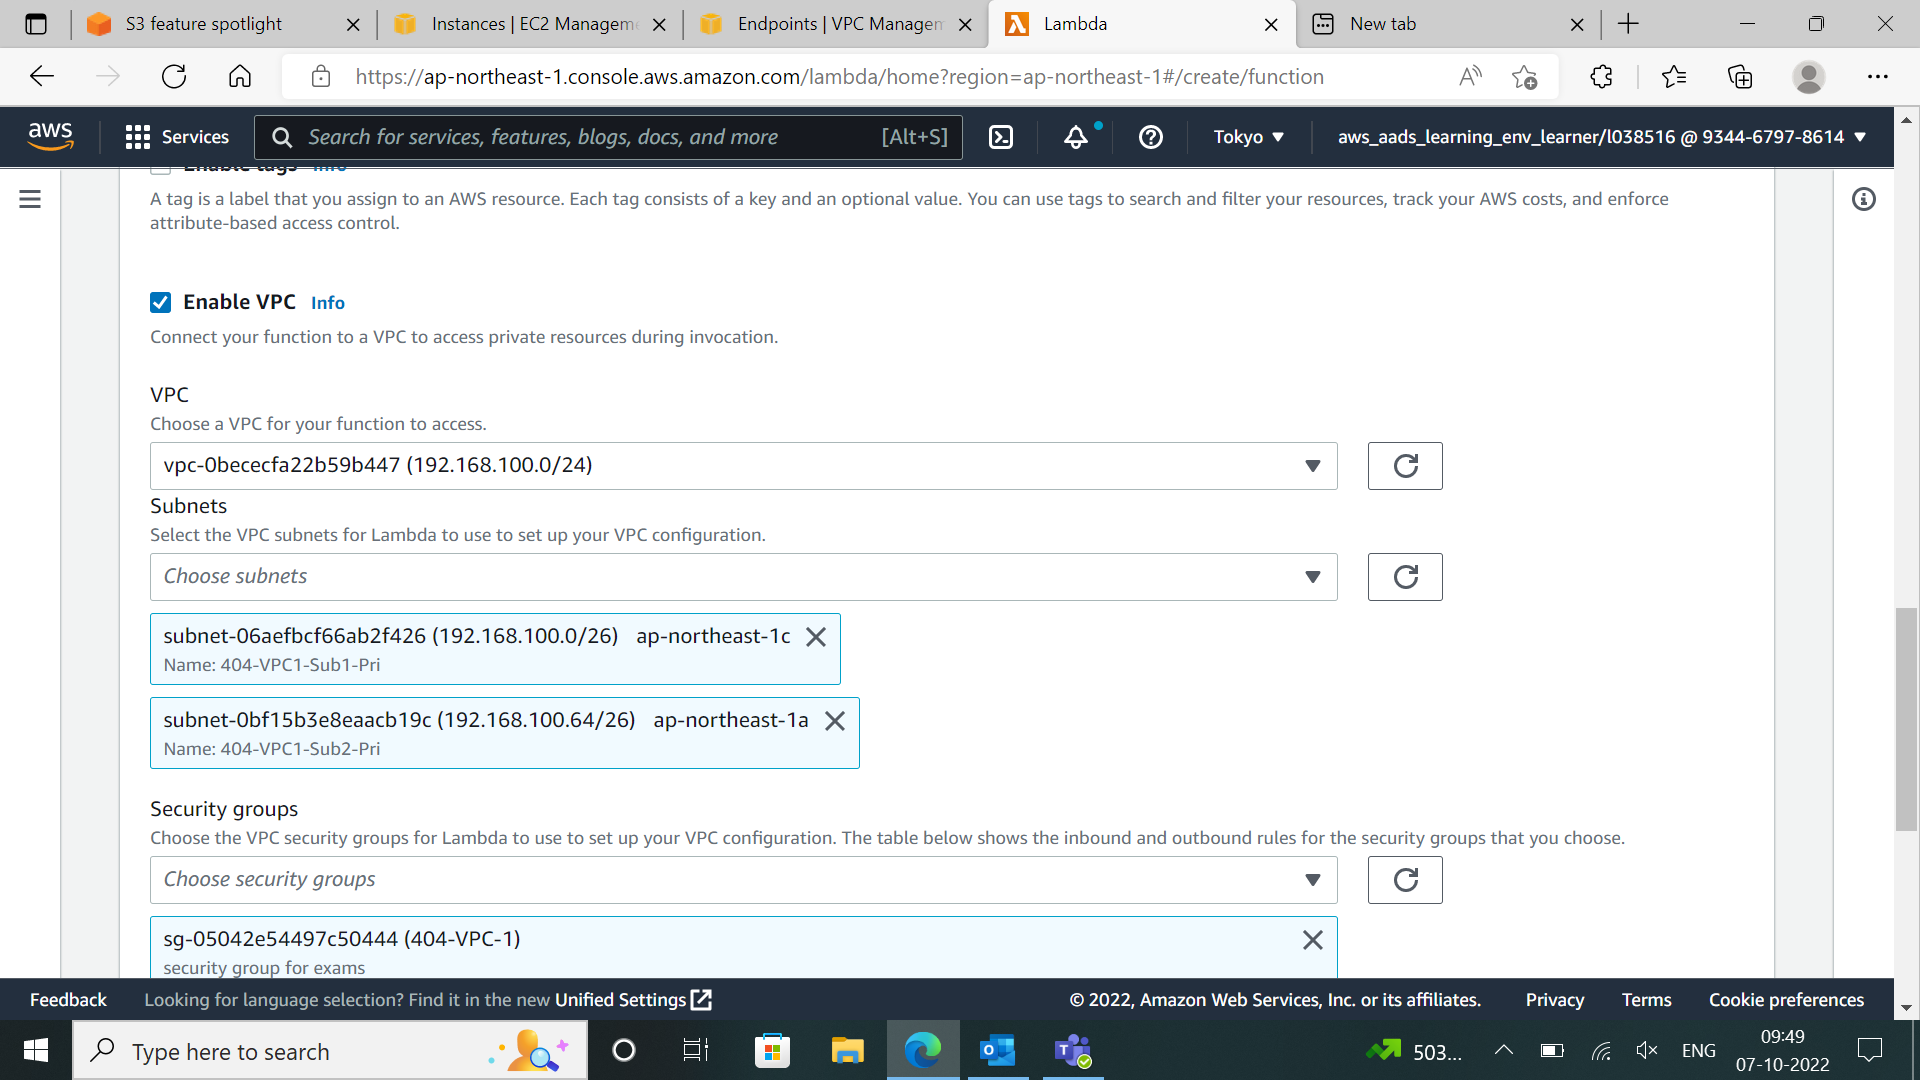 S3 feature spotlight
Instances | EC2 Manageme
Endpoints | VPC Managem
Lambda
New tab
https://ap-northeast-1.console.aws.amazon.com/lambda/home?region=ap-northeast-1#/create/function
aws
Services
Search for services, features, blogs, docs, and more
[Alt+S]
Tokyo
aws_aads_learning_env_learner/l038516 @ 9344-6797-8614
Enable tags Info
A tag is a label that you assign to an AWS resource. Each tag consists of a key and an optional value. You can use tags to search and filter your resources, track your AWS costs, and enforce
attribute-based access control.
Enable VPC Info
Connect your function to a VPC to access private resources during invocation.
VPC
Choose a VPC for your function to access.
vpc-0bececfa22b59b447 (192.168.100.0/24)
Subnets
Select the VPC subnets for Lambda to use to set up your VPC configuration.
Choose subnets
subnet-06aefbcf66ab2f426 (192.168.100.0/26) ap-northeast-1c
Name: 404-VPC1-Sub1-Pri
subnet-0bf15b3e8eaacb19c (192.168.100.64/26) ap-northeast-1a
Name: 404-VPC1-Sub2-Pri
Security groups
Choose the VPC security groups for Lambda to use to set up your VPC configuration. The table below shows the inbound and outbound rules for the security groups that you choose.
Choose security groups
sg-05042e54497c50444 (404-VPC-1)
security group for exams
Feedback
Looking for language selection? Find it in the new Unified Settings
© 2022, Amazon Web Services, Inc. or its affiliates.
Privacy
Terms
Cookie preferences
Type here to search
503...
ENG
09:49
07-10-2022